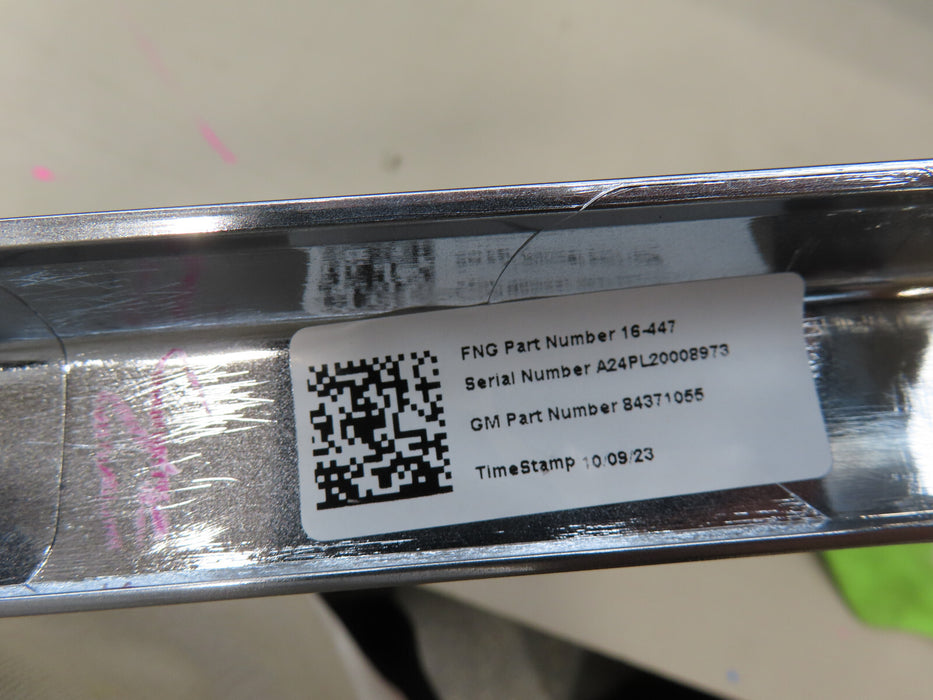 FNG Part Number 16-447
Serial Number A24PL20008973
GM Part Number 84371055
TimeStamp 10/09/23